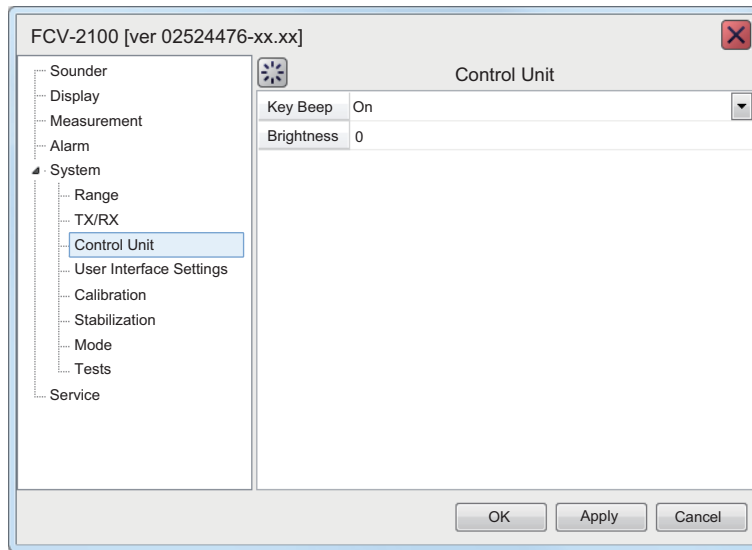 FCV-2100 [ver 02524476-xx.xx]
Sounder
Display
Measurement
Alarm
System
Range
TX/RX
Control Unit
User Interface Settings
Calibration
Stabilization
Mode
Tests
Service
Control Unit
Key Beep On
Brightness 0
OK Apply Cancel